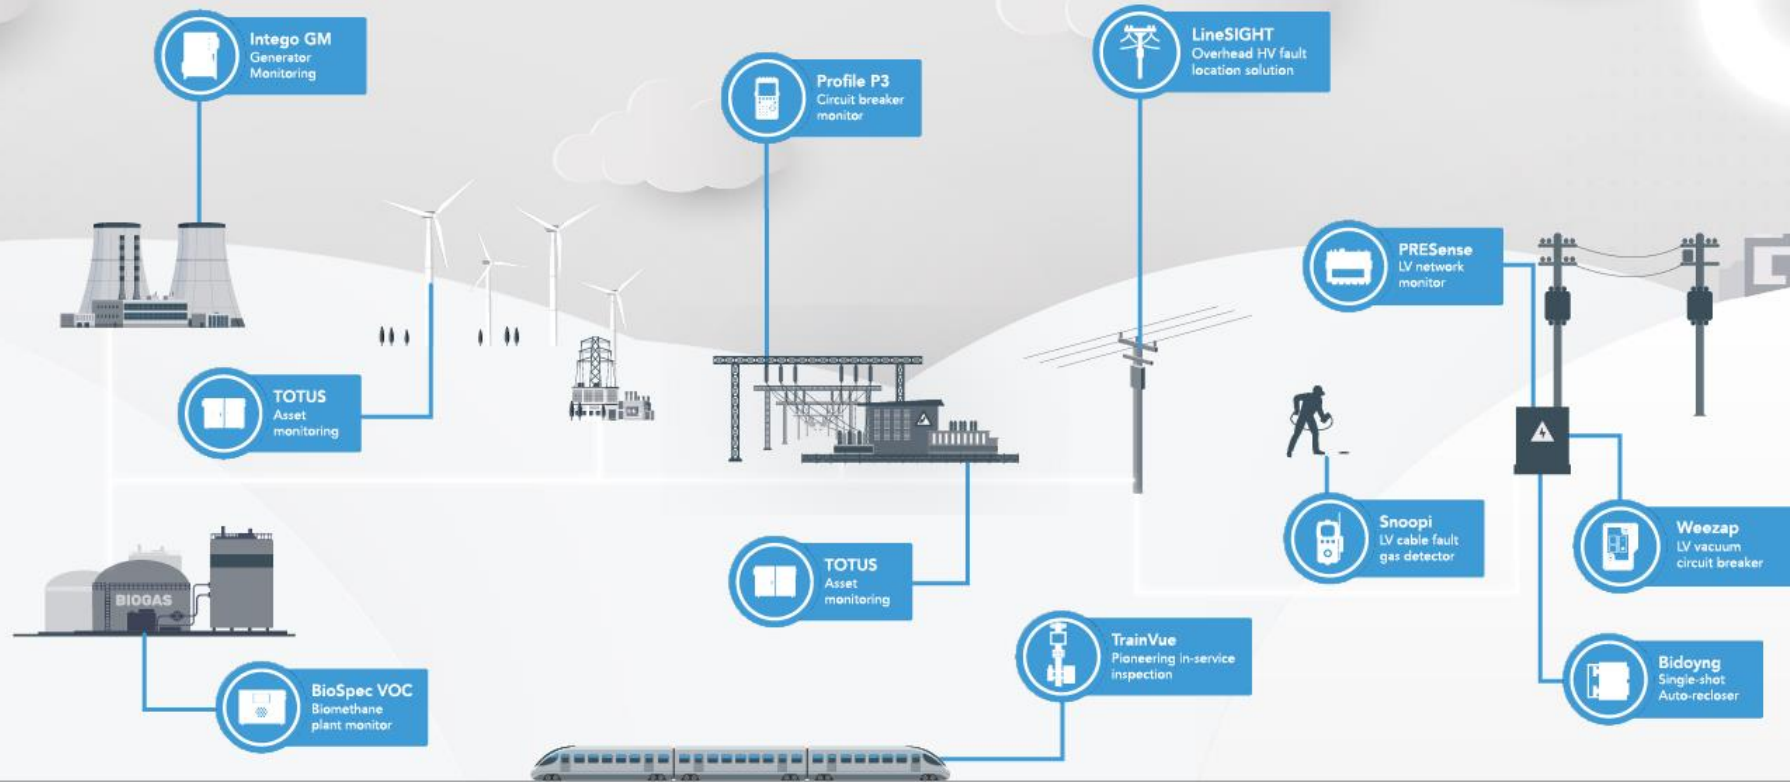 Intego GM
Generator
Monitoring
Profile P3
Circuit breaker
monitor
LineSIGHT
Overhead HV fault
location solution
PRESense
LV network
monitor
TOTUS
Asset
monitoring
Snoopi
LV cable fault
gas detector
Weezap
LV vacuum
circuit breaker
TOTUS
Asset
monitoring
BIOGAS
TrainVue
Pioneering in-service
inspection
Bidoyng
Single-shot
Auto-recloser
BioSpec VOC
Biomethane
plant monitor